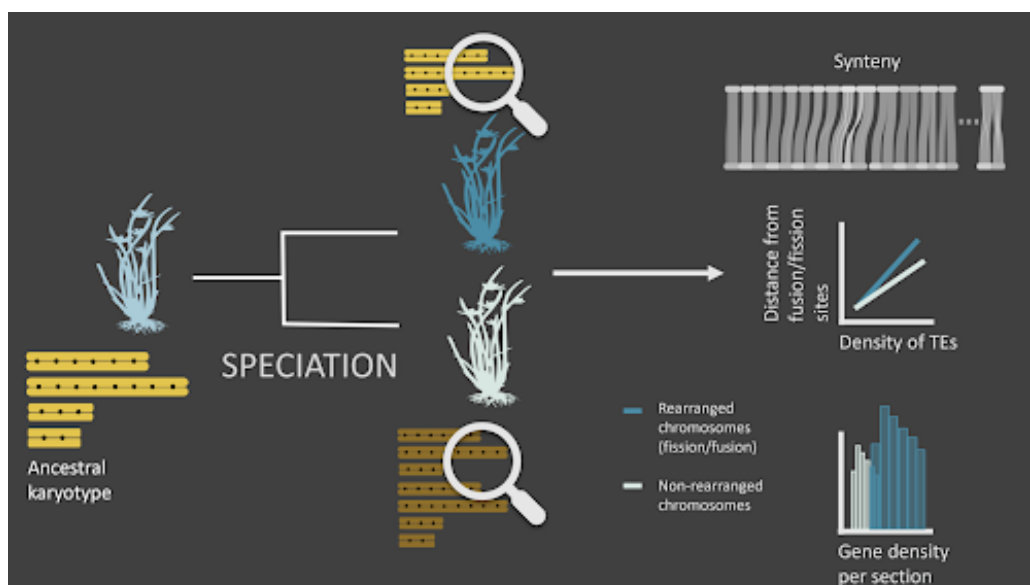 Synteny
Distance from
fusion/fission
sites
Density of TEs
SPECIATION
Ancestral
karyotype
Rearranged
chromosomes
(fission/fusion)
Non-rearranged
chromosomes
Gene density
per section